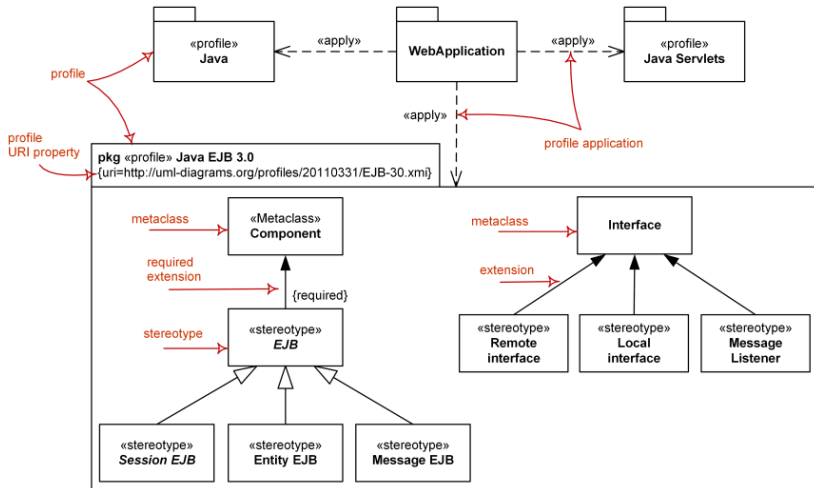 «profile»
Java
«apply»
WebApplication
«apply»
«profile»
Java Servlets
profile
«apply»
profile
URI property
profile application
pkg «profile» Java EJB 3.0
{uri=http://uml-diagrams.org/profiles/20110331/EJB-30.xmi}
metaclass
«Metaclass»
Component
metaclass
Interface
required
extension
{required}
extension
stereotype
«stereotype»
EJB
«stereotype»
Remote
interface
«stereotype»
Local
interface
«stereotype»
Message
Listener
«stereotype»
Session EJB
«stereotype»
Entity EJB
«stereotype»
Message EJB